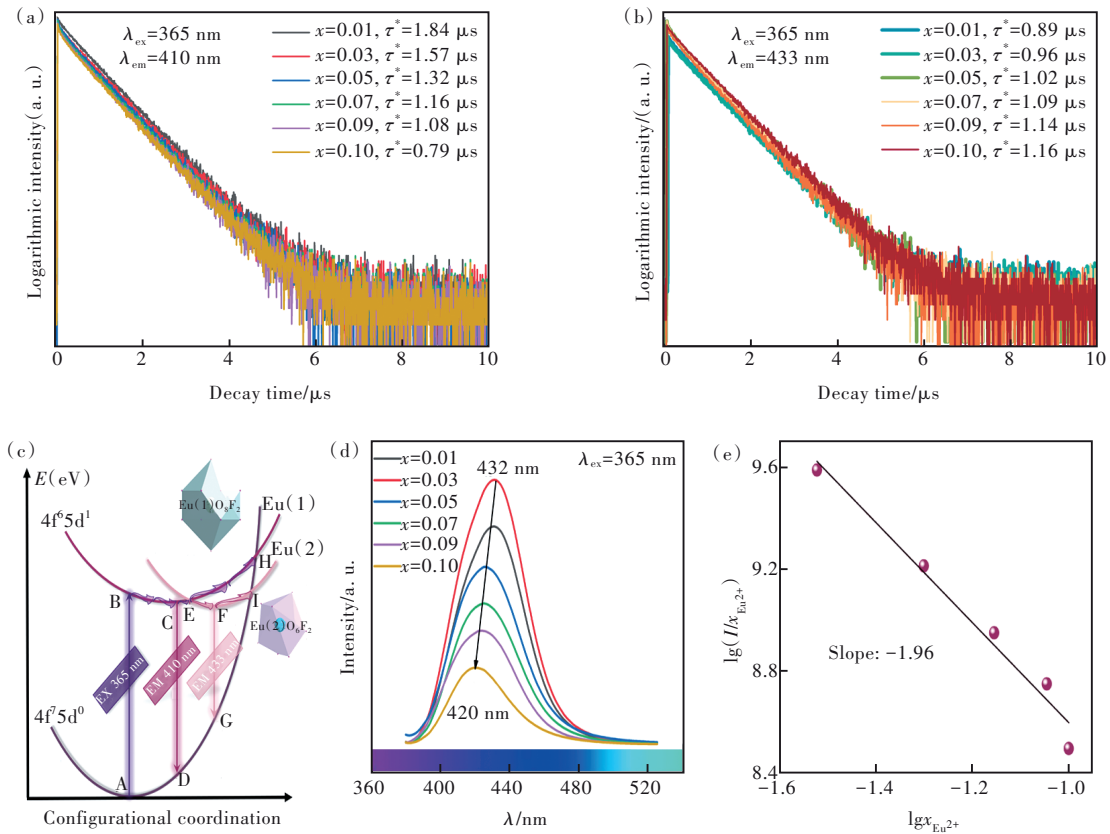 (a)
λex=365 nm
λem=410 nm
x=0.01, τ*=1.84 μs
x=0.03, τ*=1.57 μs
x=0.05, τ*=1.32 μs
x=0.07, τ*=1.16 μs
x=0.09, τ*=1.08 μs
x=0.10, τ*=0.79 μs
Logarithmic intensity(a. u.)
0 2 4 6 8 10
Decay time/μs
(b)
λex=365 nm
λem=433 nm
x=0.01, τ*=0.89 μs
x=0.03, τ*=0.96 μs
x=0.05, τ*=1.02 μs
x=0.07, τ*=1.09 μs
x=0.09, τ*=1.14 μs
x=0.10, τ*=1.16 μs
Logarithmic intensity/(a. u.)
0 2 4 6 8 10
Decay time/μs
(c)
E(eV)
4f⁶5d¹
Eu(1)O₈F₂
Eu(1)
Eu(2)
H
B
C
E
F
I
Eu(2)O₆F₂
EX 365 nm
EM 410 nm
EM 433 nm
4f⁷5d⁰
G
A
D
Configurational coordination
(d)
x=0.01
x=0.03
x=0.05
x=0.07
x=0.09
x=0.10
432 nm
λex=365 nm
420 nm
Intensity/a. u.
360 400 440 480 520
λ/nm
(e)
9.6
9.2
8.8
8.4
lg(I/xEu²⁺)
Slope: -1.96
-1.6 -1.4 -1.2 -1.0
lgxEu²⁺